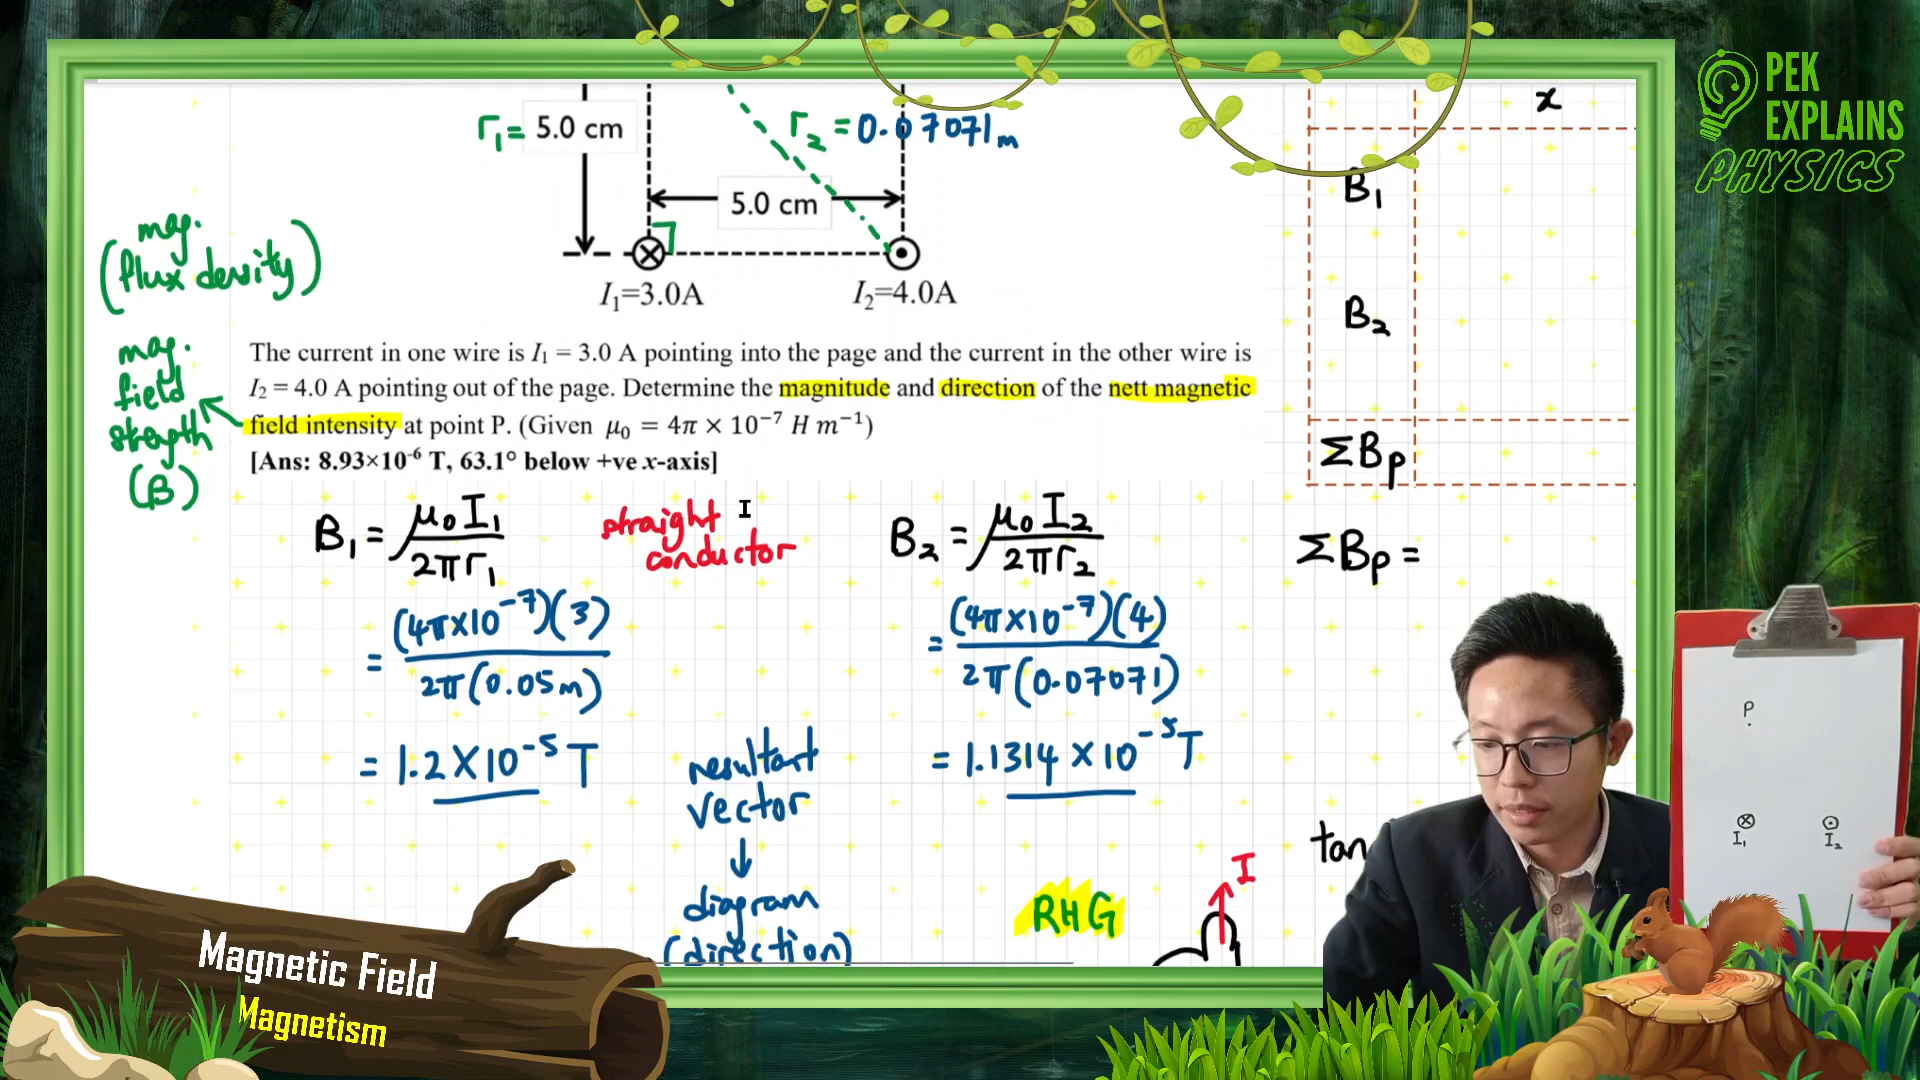 PEK
EXPLAINS
PHYSICS
r₁ = 5.0 cm
r₂ = 0.07071 m
5.0 cm
I₁=3.0A
I₂=4.0A
mag.
(flux density)
mag.
field
strength
(B)
The current in one wire is I₁ = 3.0 A pointing into the page and the current in the other wire is
I₂ = 4.0 A pointing out of the page. Determine the magnitude and direction of the nett magnetic
field intensity at point P. (Given μ₀ = 4π × 10⁻⁷ H m⁻¹)
[Ans: 8.93×10⁻⁶ T, 63.1° below +ve x-axis]
B₁ = μ₀I₁ / 2πr₁
= (4π×10⁻⁷)(3) / 2π(0.05m)
= 1.2 × 10⁻⁵ T
straight
conductor
B₂ = μ₀I₂ / 2πr₂
= (4π×10⁻⁷)(4) / 2π(0.07071)
= 1.1314 × 10⁻⁵ T
resultant
vector
↓
diagram
(direction)
RHG
I
x
B₁
B₂
ΣBp
ΣBp =
tan
P
I₁
I₂
Magnetic Field
Magnetism